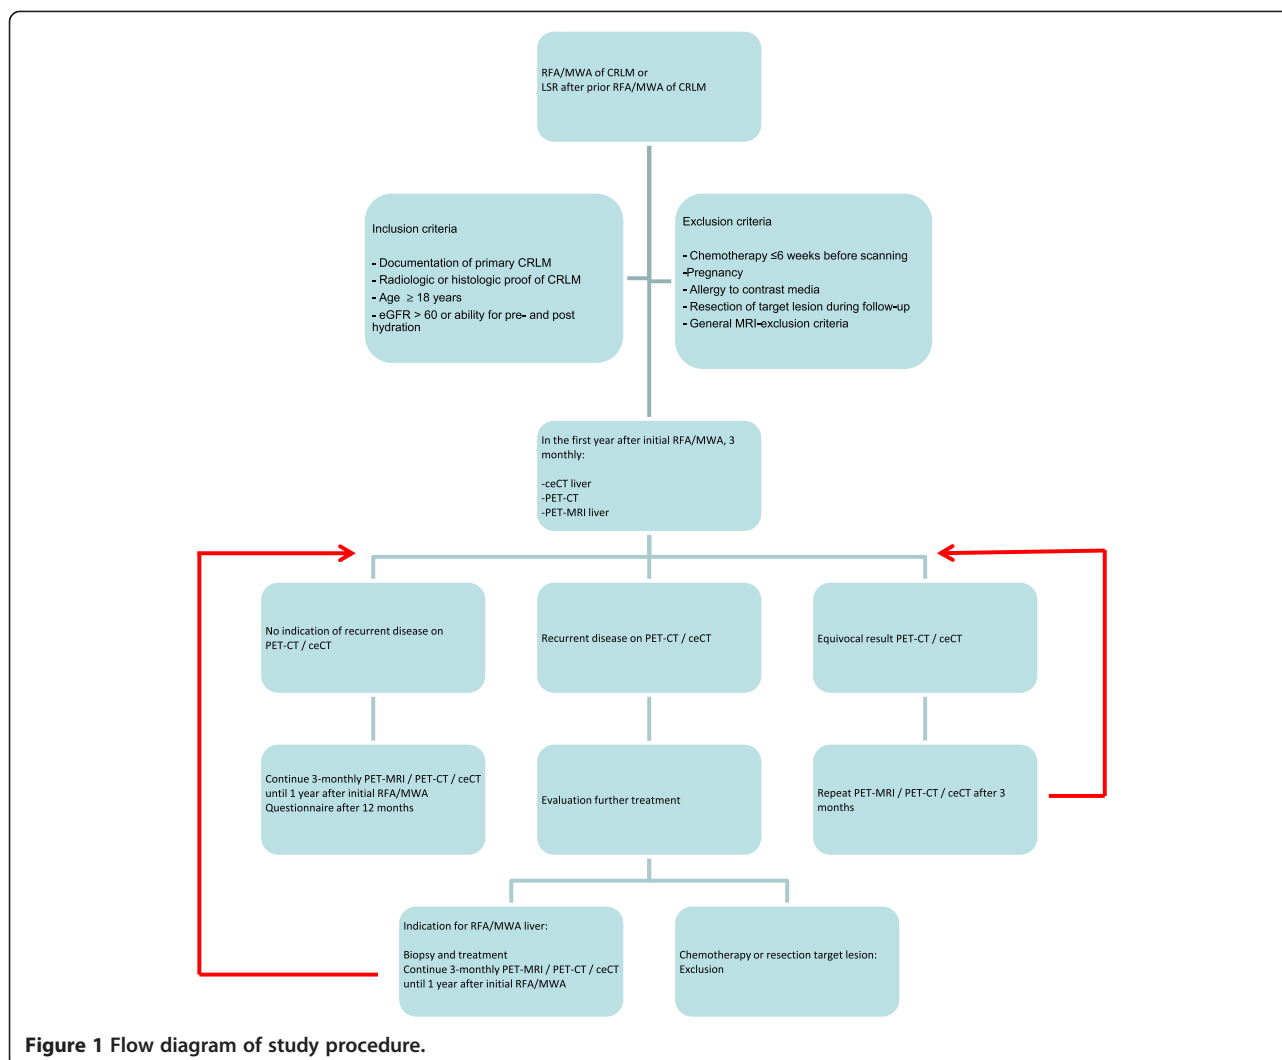 RFA/MWA of CRLM or
LSR after prior RFA/MWA of CRLM
Inclusion criteria
- Documentation of primary CRLM
- Radiologic or histologic proof of CRLM
- Age ≥ 18 years
- eGFR > 60 or ability for pre- and post
hydration
Exclusion criteria
- Chemotherapy ≤6 weeks before scanning
-Pregnancy
- Allergy to contrast media
- Resection of target lesion during follow-up
- General MRI-exclusion criteria
In the first year after initial RFA/MWA, 3
monthly:
-ceCT liver
-PET-CT
-PET-MRI liver
No indication of recurrent disease on
PET-CT / ceCT
Recurrent disease on PET-CT / ceCT
Equivocal result PET-CT / ceCT
Continue 3-monthly PET-MRI / PET-CT / ceCT
until 1 year after initial RFA/MWA
Questionnaire after 12 months
Evaluation further treatment
Repeat PET-MRI / PET-CT / ceCT after 3
months
Indication for RFA/MWA liver:
Biopsy and treatment
Continue 3-monthly PET-MRI / PET-CT / ceCT
until 1 year after initial RFA/MWA
Chemotherapy or resection target lesion:
Exclusion
Figure 1 Flow diagram of study procedure.